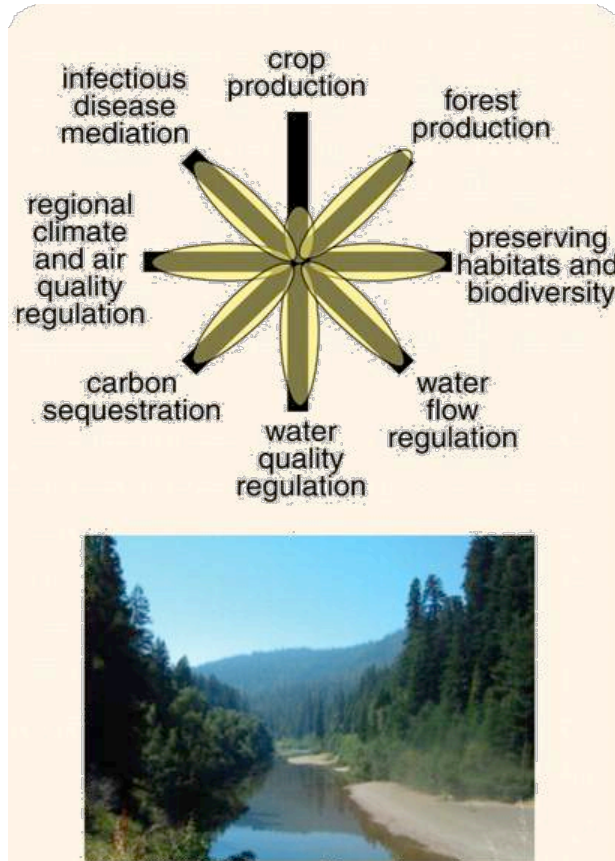 crop
production
infectious
disease
mediation
forest
production
regional
climate
and air
quality
regulation
preserving
habitats and
biodiversity
carbon
sequestration
water
flow
regulation
water
quality
regulation